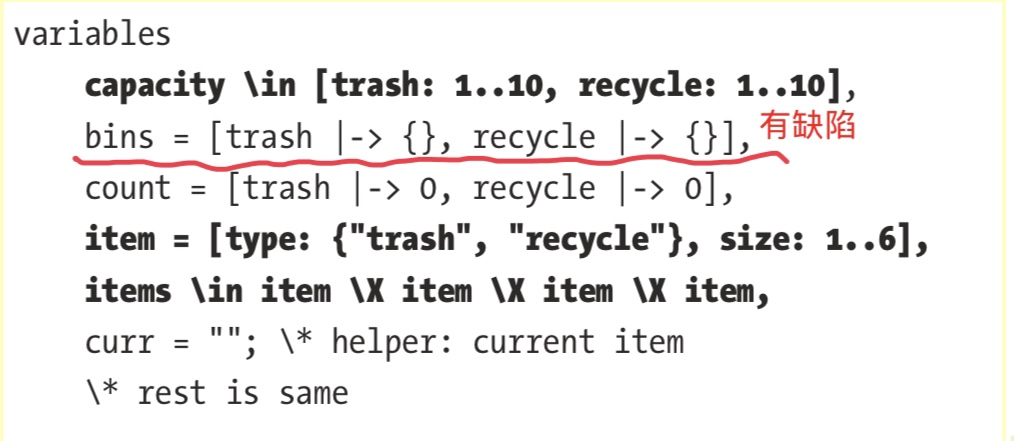 variables
    capacity \in [trash: 1..10, recycle: 1..10],
    bins = [trash |-> {}, recycle |-> {}], 有缺陷
    count = [trash |-> 0, recycle |-> 0],
    item = [type: {"trash", "recycle"}, size: 1..6],
    items \in item \X item \X item \X item,
    curr = ""; \* helper: current item
    \* rest is same